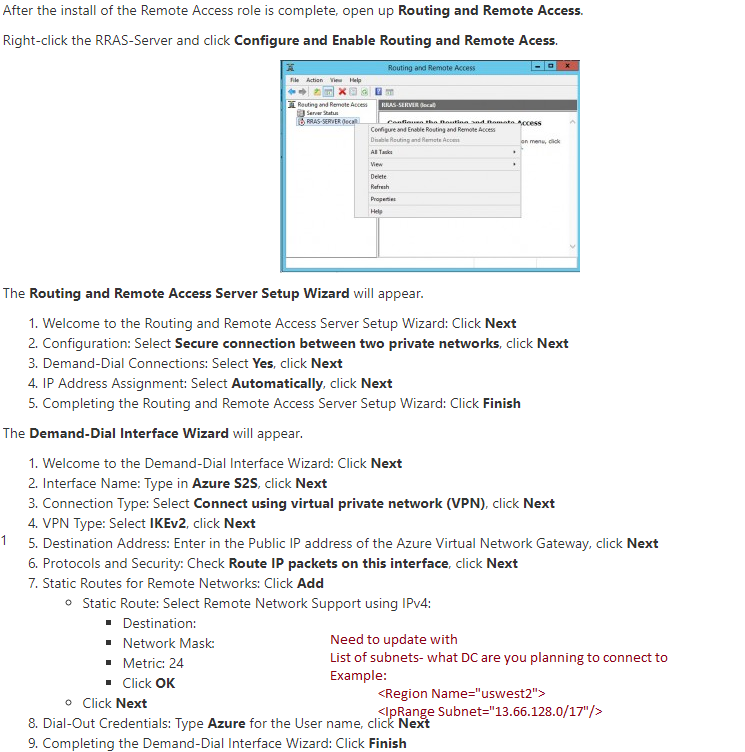 After the install of the Remote Access role is complete, open up Routing and Remote Access.
Right-click the RRAS-Server and click Configure and Enable Routing and Remote Acess.
Routing and Remote Access
File Action View Help
Routing and Remote Access
Server Status
RRAS-SERVER (local)
RRAS-SERVER (local)
Configure the Routing and Remote Access
on menu, click
Configure and Enable Routing and Remote Access
Disable Routing and Remote Access
All Tasks
View
Delete
Refresh
Properties
Help
The Routing and Remote Access Server Setup Wizard will appear.
1. Welcome to the Routing and Remote Access Server Setup Wizard: Click Next
2. Configuration: Select Secure connection between two private networks, click Next
3. Demand-Dial Connections: Select Yes, click Next
4. IP Address Assignment: Select Automatically, click Next
5. Completing the Routing and Remote Access Server Setup Wizard: Click Finish
The Demand-Dial Interface Wizard will appear.
1. Welcome to the Demand-Dial Interface Wizard: Click Next
2. Interface Name: Type in Azure S2S, click Next
3. Connection Type: Select Connect using virtual private network (VPN), click Next
4. VPN Type: Select IKEv2, click Next
1
5. Destination Address: Enter in the Public IP address of the Azure Virtual Network Gateway, click Next
6. Protocols and Security: Check Route IP packets on this interface, click Next
7. Static Routes for Remote Networks: Click Add
Static Route: Select Remote Network Support using IPv4:
Destination:
Network Mask:
Metric: 24
Click OK
Click Next
Need to update with
List of subnets- what DC are you planning to connect to
Example:
<Region Name="uswest2">
<IpRange Subnet="13.66.128.0/17"/>
8. Dial-Out Credentials: Type Azure for the User name, click Next
9. Completing the Demand-Dial Interface Wizard: Click Finish